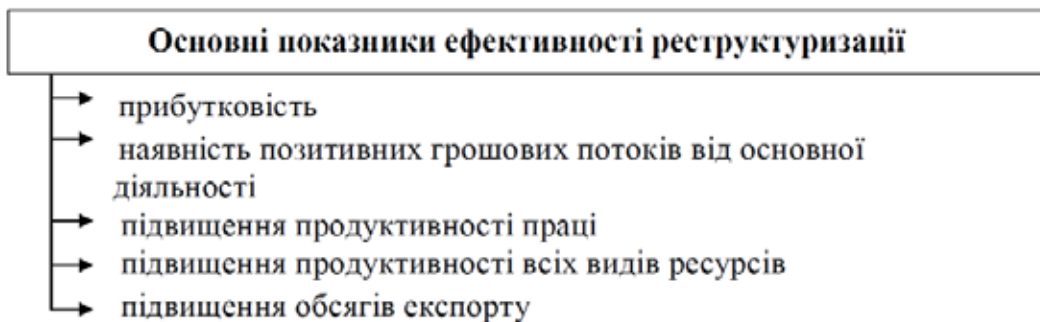 Основні показники ефективності реструктуризації
прибутковість
наявність позитивних грошових потоків від основної
діяльності
підвищення продуктивності праці
підвищення продуктивності всіх видів ресурсів
підвищення обсягів експорту